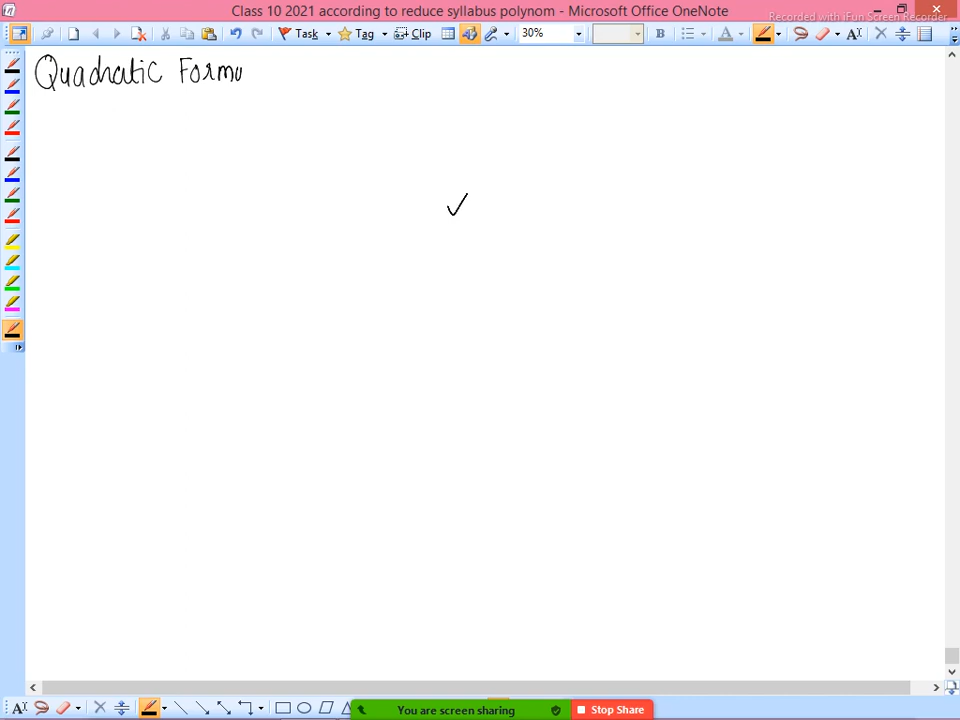 Class 10 2021 according to reduce syllabus polynom - Microsoft Office OneNote
Recorded with iFun Screen Recorder
Task Tag Clip 30% B A A
Quadratic Formu
✓
A You are screen sharing Stop Share